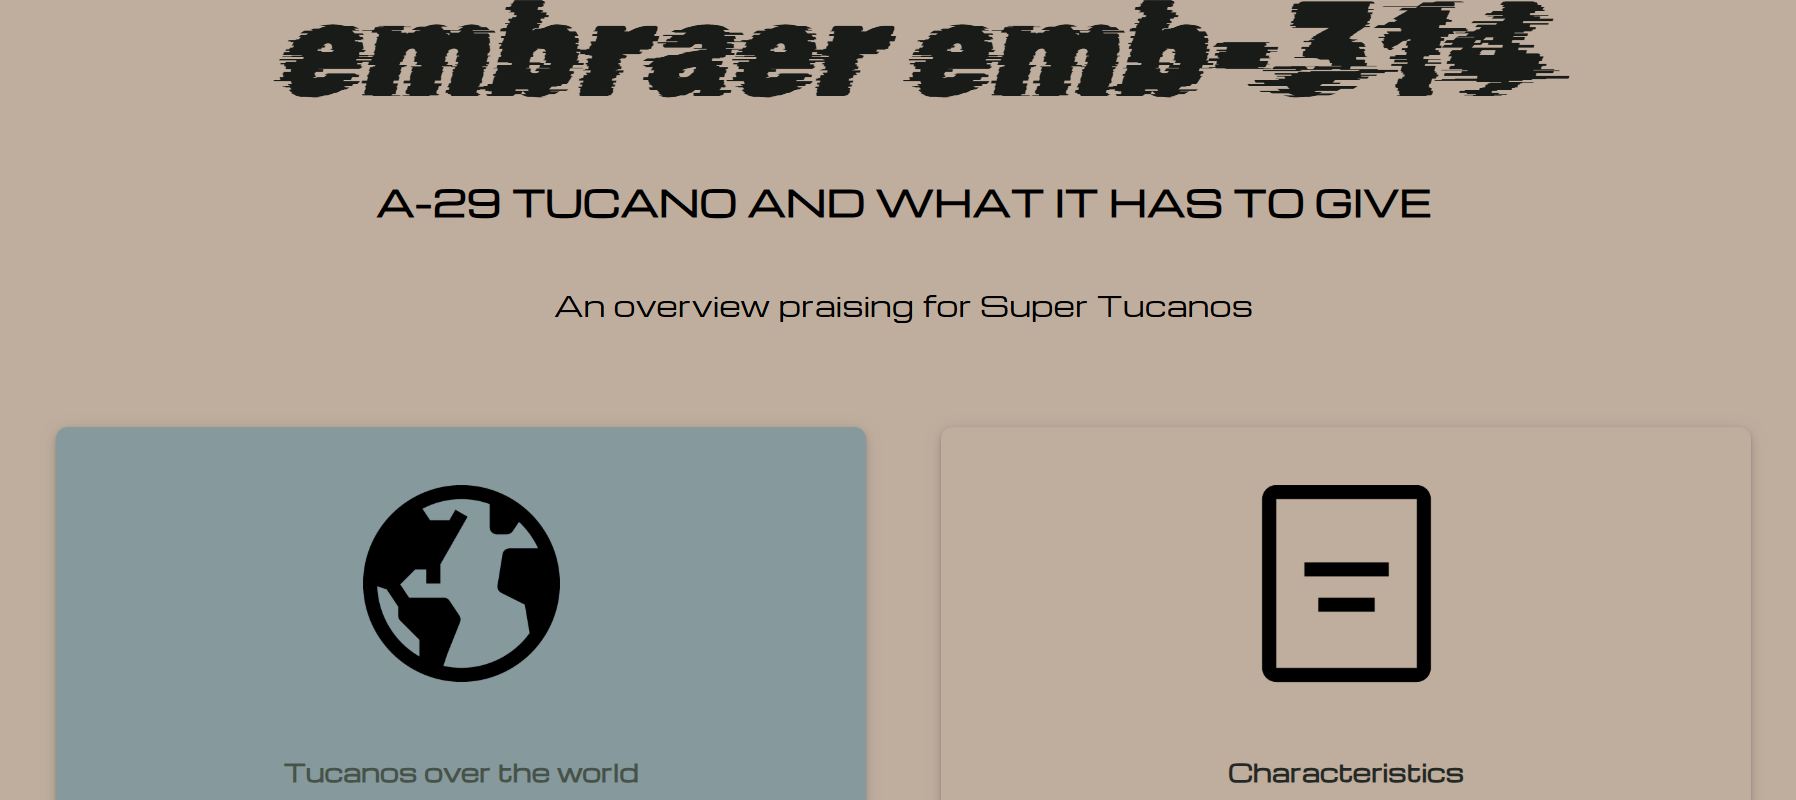 embraer emb-314
A-29 TUCANO AND WHAT IT HAS TO GIVE
An overview praising for Super Tucanos
Tucanos over the world
Characteristics